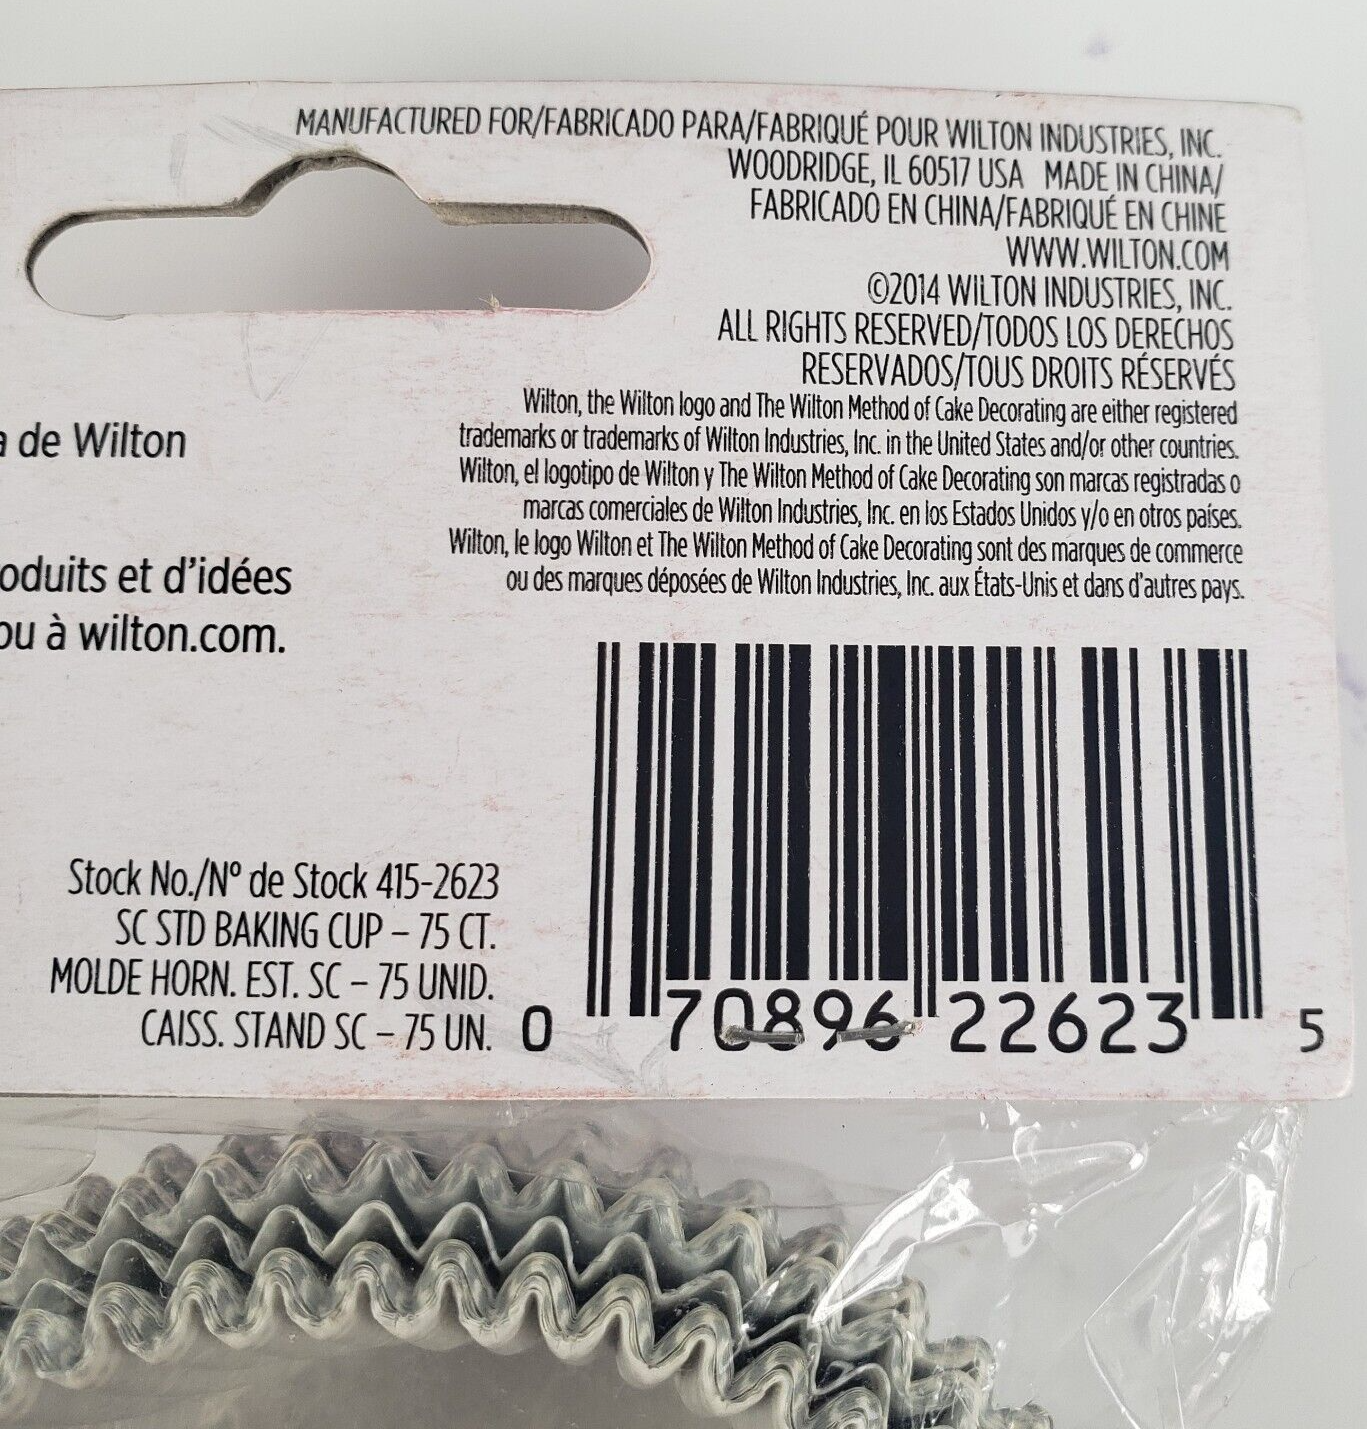 MANUFACTURED FOR/FABRICADO PARA/FABRIQUÉ POUR WILTON INDUSTRIES, INC.
WOODRIDGE, IL 60517 USA MADE IN CHINA/
FABRICADO EN CHINA/FABRIQUÉ EN CHINE
WWW.WILTON.COM
©2014 WILTON INDUSTRIES, INC.
ALL RIGHTS RESERVED/TODOS LOS DERECHOS
RESERVADOS/TOUS DROITS RÉSERVÉS
Wilton, the Wilton logo and The Wilton Method of Cake Decorating are either registered
trademarks or trademarks of Wilton Industries, Inc. in the United States and/or other countries.
Wilton, el logotipo de Wilton y The Wilton Method of Cake Decorating son marcas registradas o
marcas comerciales de Wilton Industries, Inc. en los Estados Unidos y/o en otros países.
Wilton, le logo Wilton et The Wilton Method of Cake Decorating sont des marques de commerce
ou des marques déposées de Wilton Industries, Inc. aux États-Unis et dans d'autres pays.
de Wilton
oduits et d'idées
ou à wilton.com.
Stock No./Nº de Stock 415-2623
SC STD BAKING CUP – 75 CT.
MOLDE HORN. EST. SC – 75 UNID.
CAISS. STAND SC – 75 UN.
0 70896 22623 5